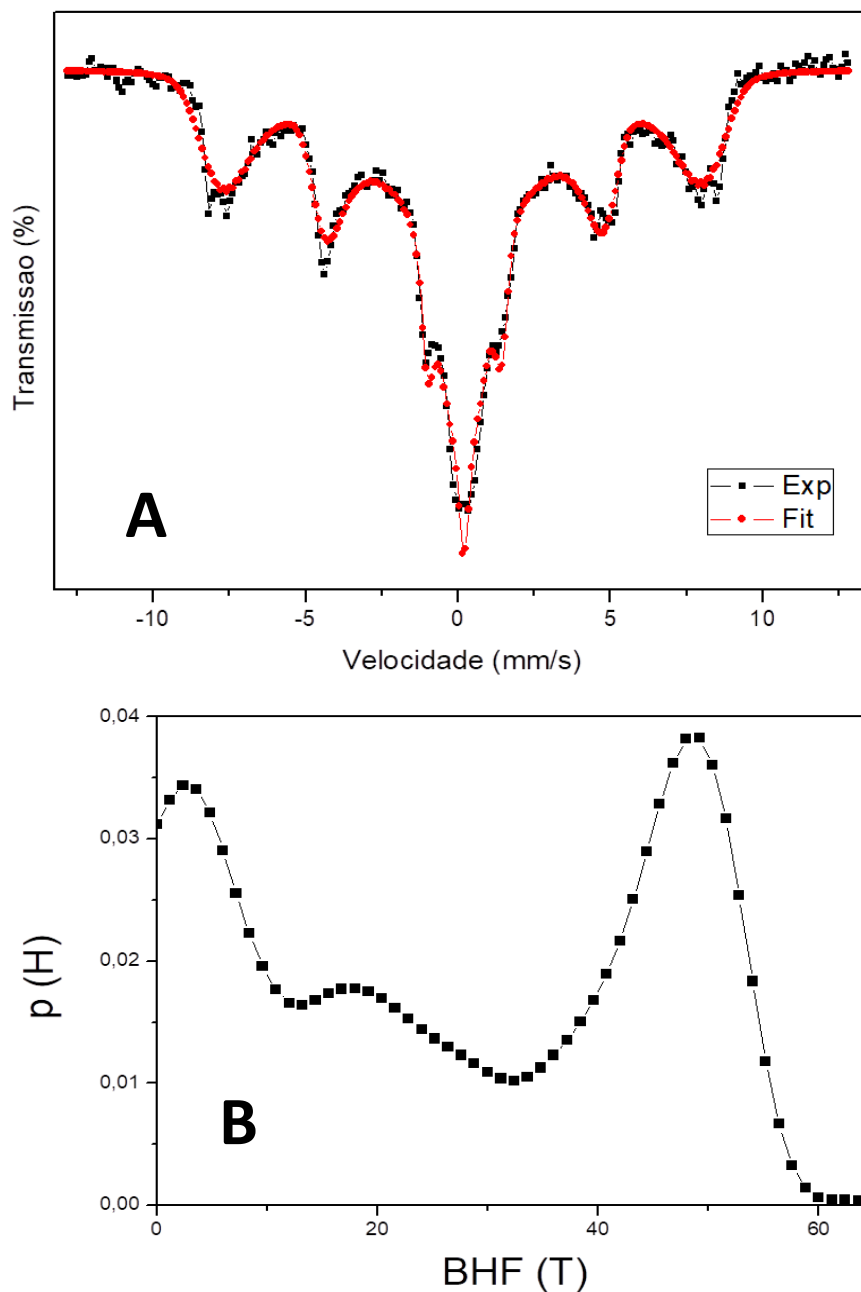 Transmissao (%)
A
Exp
Fit
-10
-5
0
5
10
Velocidade (mm/s)
0,04
0,03
0,02
0,01
0,00
p (H)
B
0
20
40
60
BHF (T)